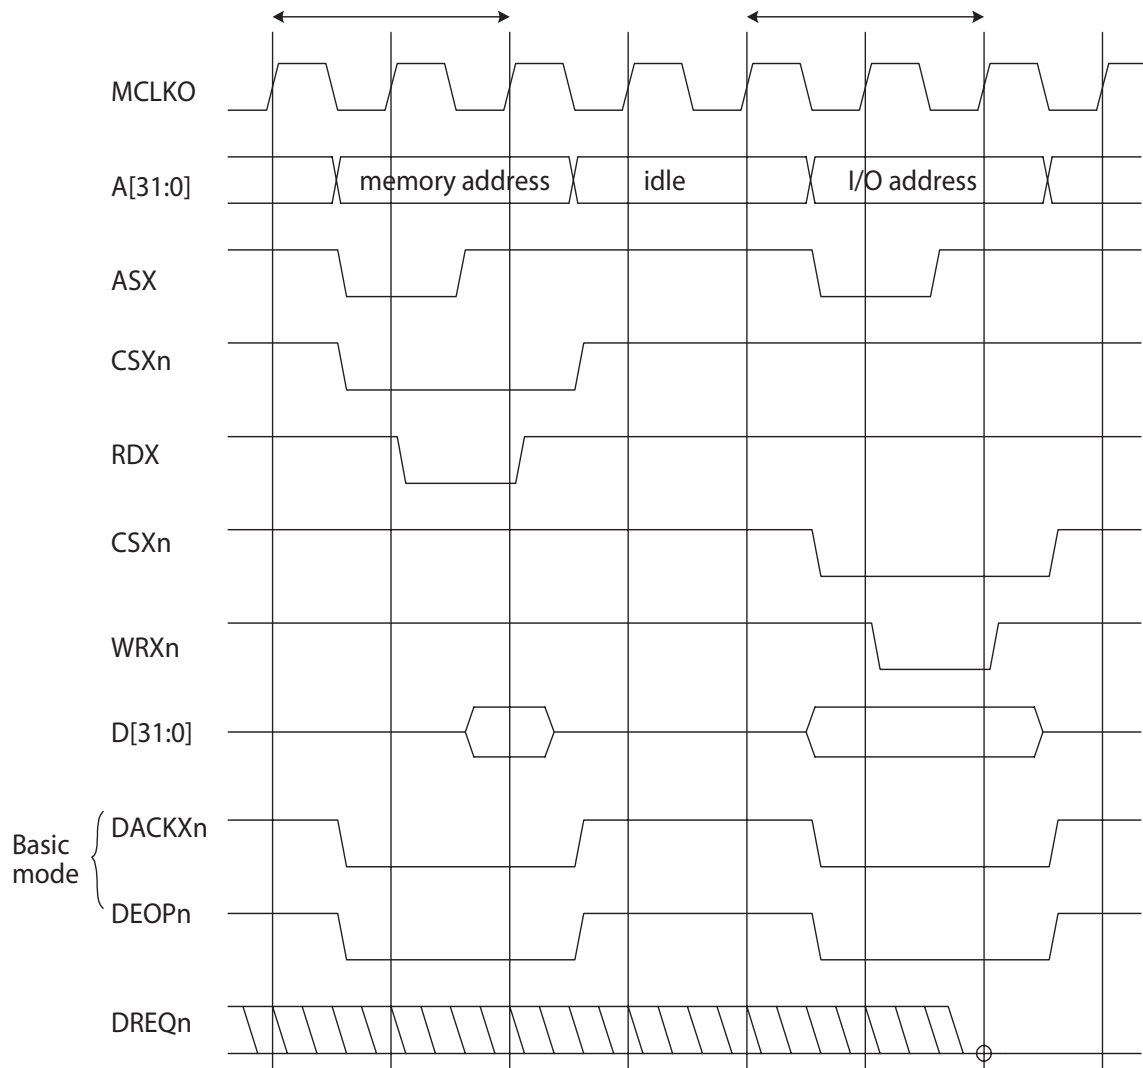 MCLKO
A[31:0]
memory address
idle
I/O address
ASX
CSXn
RDX
CSXn
WRXn
D[31:0]
Basic
mode
DACKXn
DEOPn
DREQn